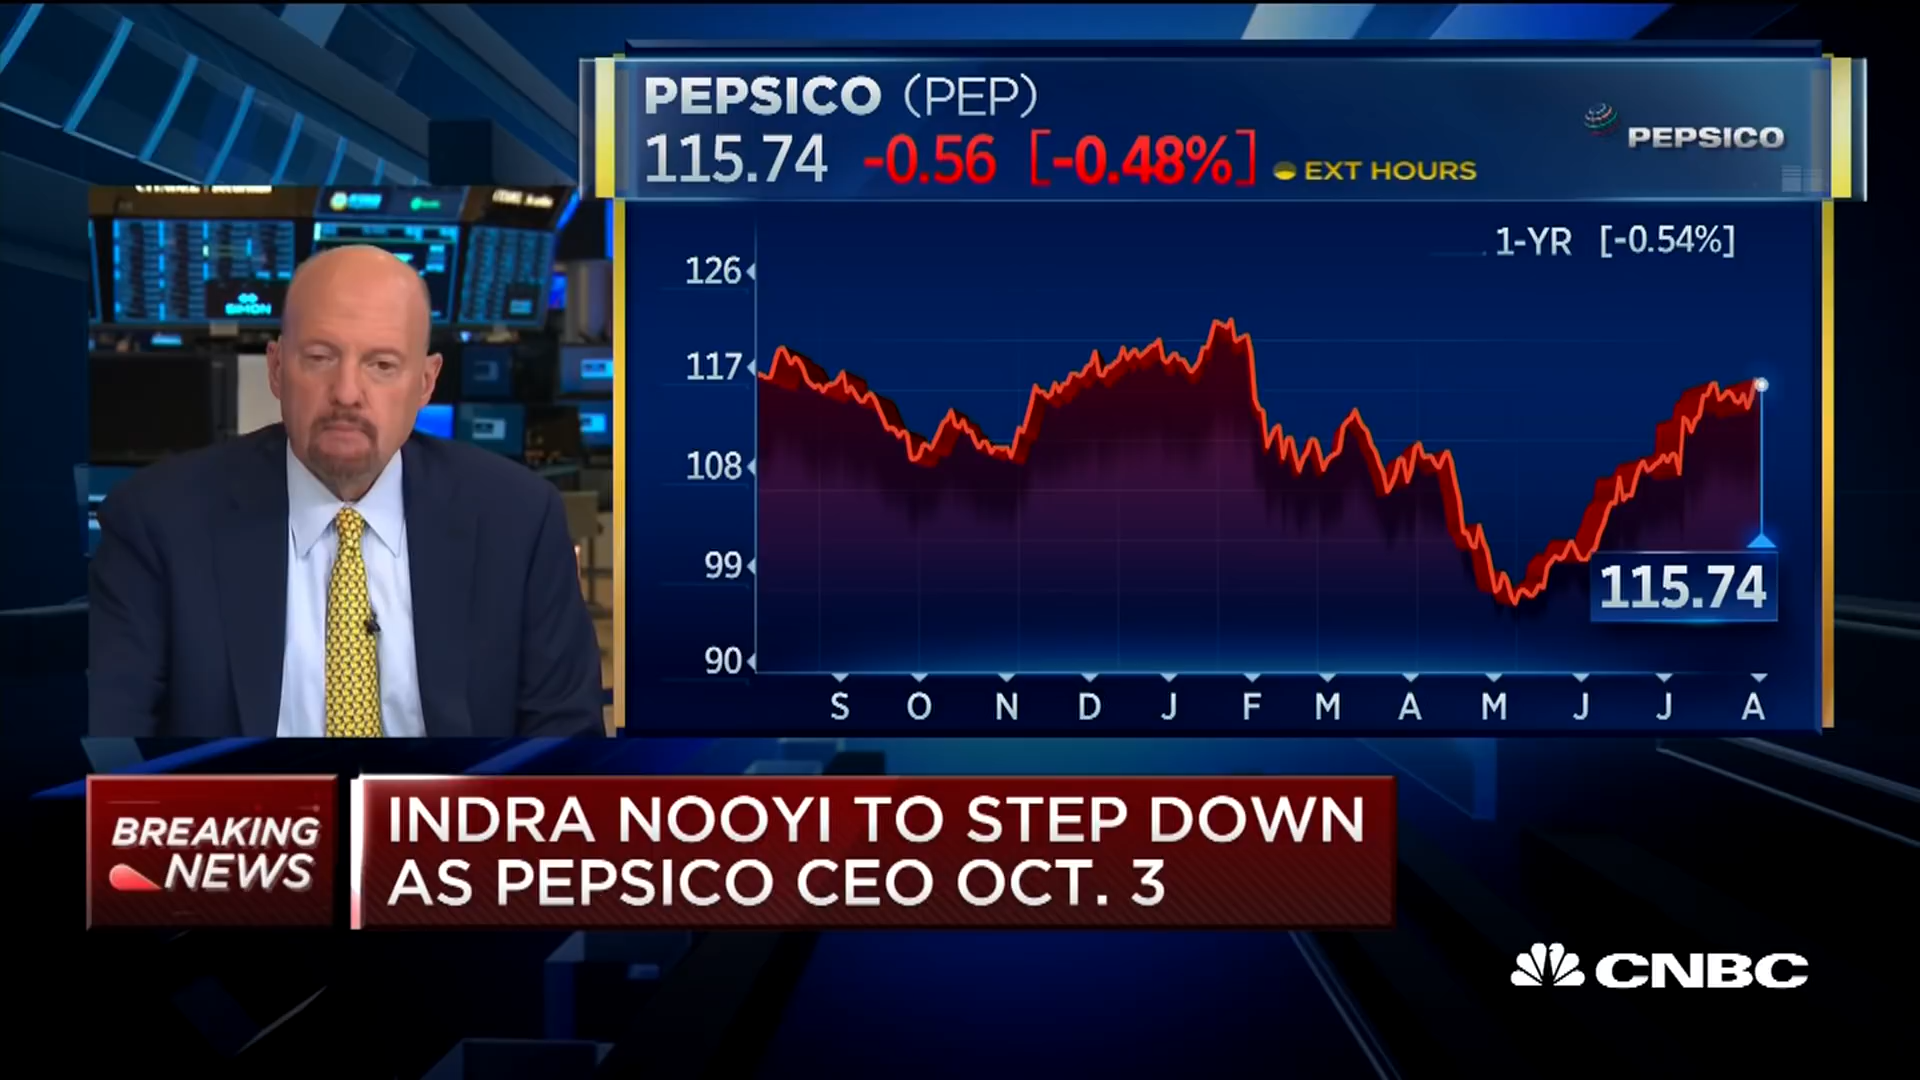 PEPSICO (PEP)
115.74 -0.56 [-0.48%] EXT HOURS
PEPSICO
1-YR [-0.54%]
126
117
108
99
90
115.74
S O N D J F M A M J J A
SIMON
BREAKING
NEWS
INDRA NOOYI TO STEP DOWN
AS PEPSICO CEO OCT. 3
CNBC